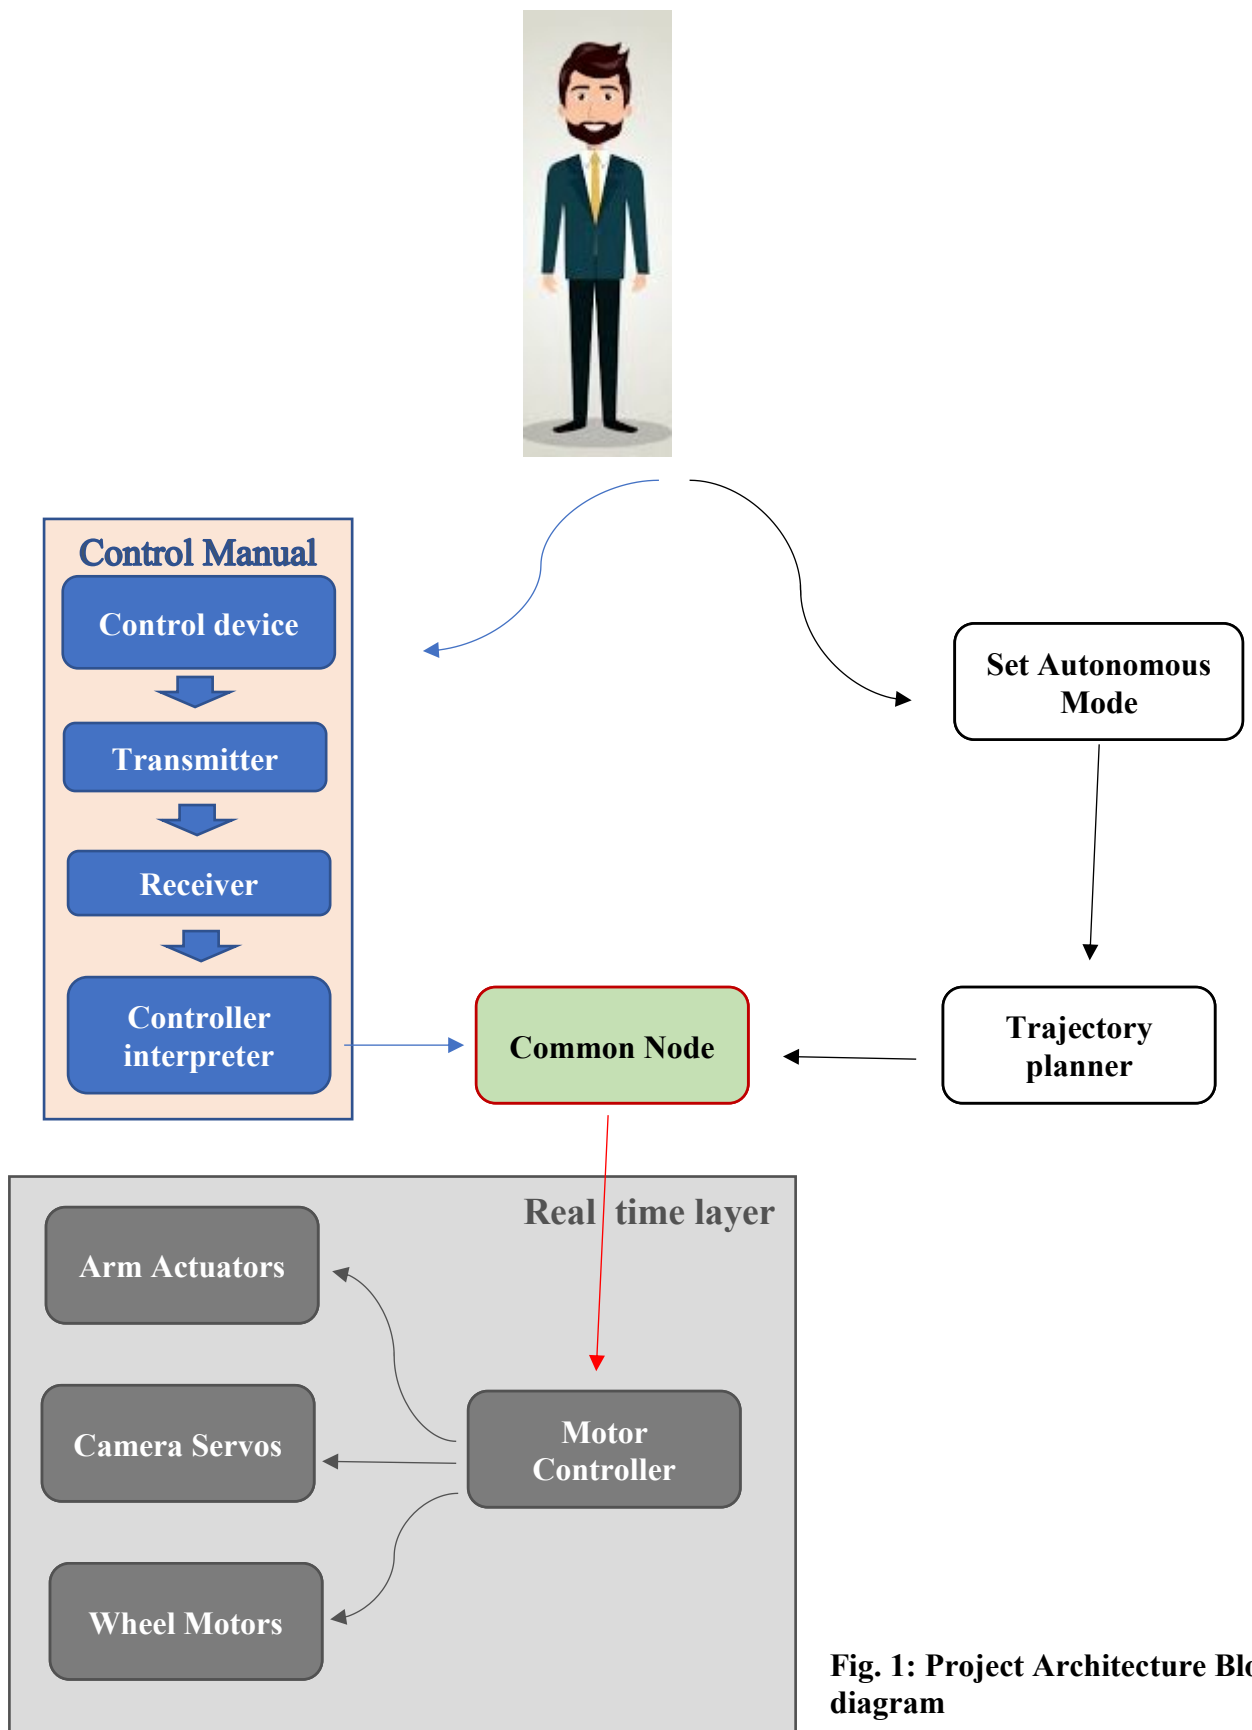 Control Manual
Control device
Transmitter
Receiver
Controller
interpreter
Set Autonomous
Mode
Trajectory
planner
Common Node
Real time layer
Arm Actuators
Camera Servos
Wheel Motors
Motor
Controller
Fig. 1: Project Architecture
diagram